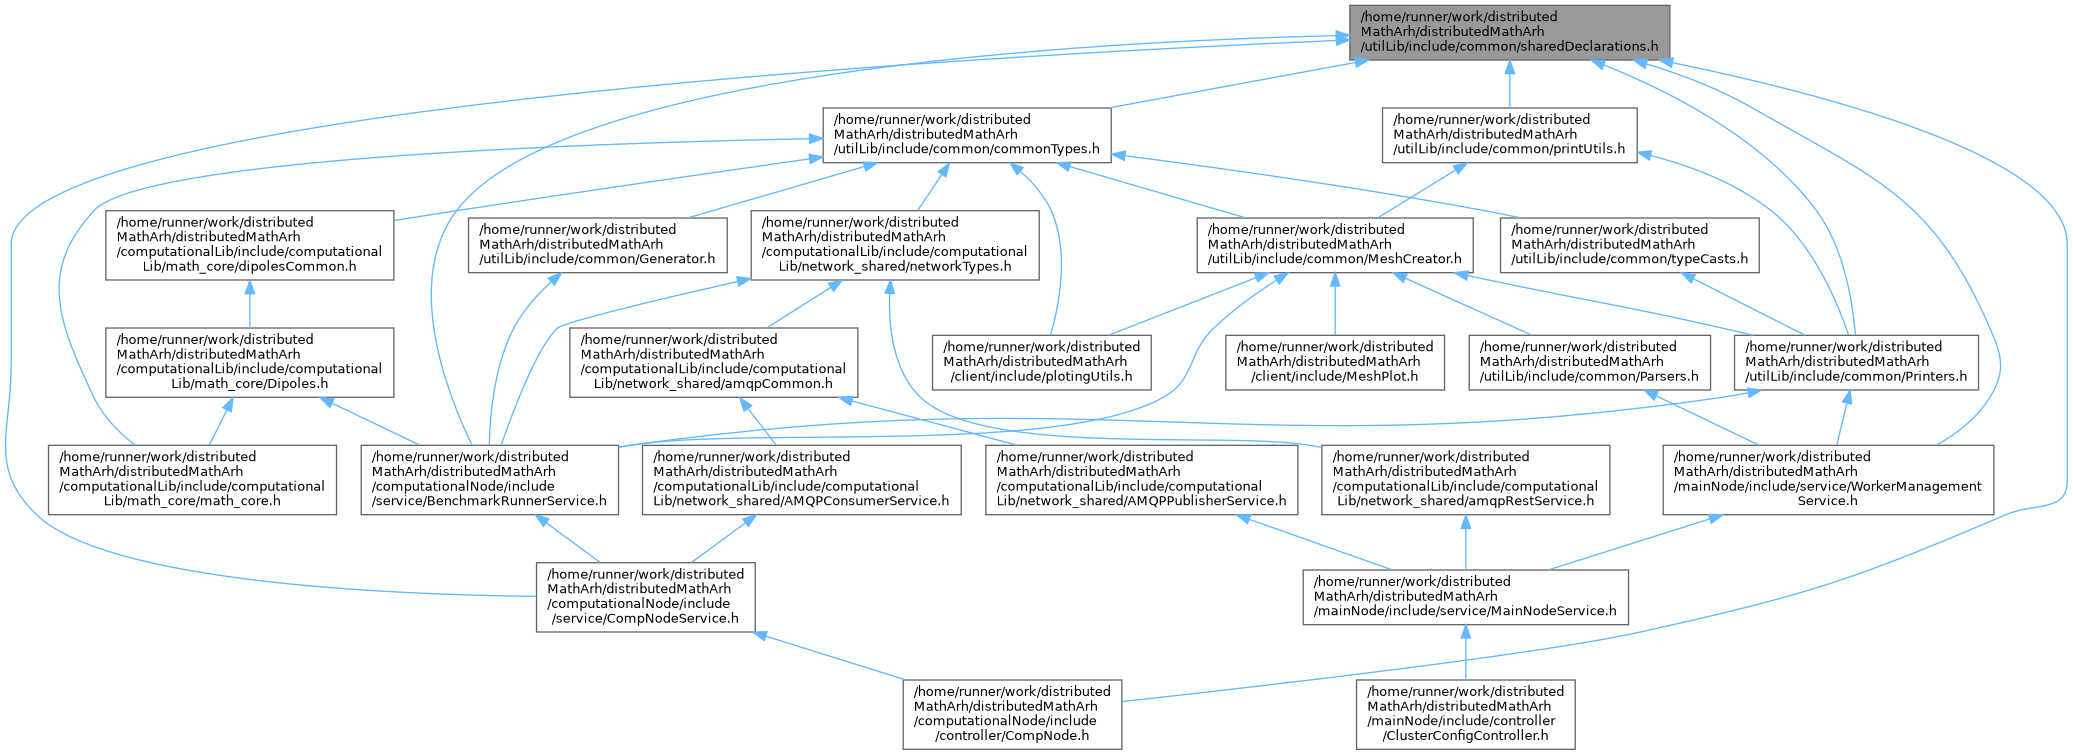 /home/runner/work/distributed
MathArh/distributedMathArh
/utilLib/include/common/sharedDeclarations.h
/home/runner/work/distributed
MathArh/distributedMathArh
/utilLib/include/common/commonTypes.h
/home/runner/work/distributed
MathArh/distributedMathArh
/utilLib/include/common/printUtils.h
/home/runner/work/distributed
MathArh/distributedMathArh
/computationalLib/include/computational
Lib/math_core/dipolesCommon.h
/home/runner/work/distributed
MathArh/distributedMathArh
/utilLib/include/common/Generator.h
/home/runner/work/distributed
MathArh/distributedMathArh
/computationalLib/include/computational
Lib/network_shared/networkTypes.h
/home/runner/work/distributed
MathArh/distributedMathArh
/utilLib/include/common/MeshCreator.h
/home/runner/work/distributed
MathArh/distributedMathArh
/utilLib/include/common/typeCasts.h
/home/runner/work/distributed
MathArh/distributedMathArh
/computationalLib/include/computational
Lib/math_core/Dipoles.h
/home/runner/work/distributed
MathArh/distributedMathArh
/computationalLib/include/computational
Lib/network_shared/amqpCommon.h
/home/runner/work/distributed
MathArh/distributedMathArh
/client/include/plotingUtils.h
/home/runner/work/distributed
MathArh/distributedMathArh
/client/include/MeshPlot.h
/home/runner/work/distributed
MathArh/distributedMathArh
/utilLib/include/common/Parsers.h
/home/runner/work/distributed
MathArh/distributedMathArh
/utilLib/include/common/Printers.h
/home/runner/work/distributed
MathArh/distributedMathArh
/computationalLib/include/computational
Lib/math_core/math_core.h
/home/runner/work/distributed
MathArh/distributedMathArh
/computationalNode/include
/service/BenchmarkRunnerService.h
/home/runner/work/distributed
MathArh/distributedMathArh
/computationalLib/include/computational
Lib/network_shared/AMQPConsumerService.h
/home/runner/work/distributed
MathArh/distributedMathArh
/computationalLib/include/computational
Lib/network_shared/AMQPPublisherService.h
/home/runner/work/distributed
MathArh/distributedMathArh
/computationalLib/include/computational
Lib/network_shared/amqpRestService.h
/home/runner/work/distributed
MathArh/distributedMathArh
/mainNode/include/service/WorkerManagement
Service.h
/home/runner/work/distributed
MathArh/distributedMathArh
/computationalNode/include
/service/CompNodeService.h
/home/runner/work/distributed
MathArh/distributedMathArh
/mainNode/include/service/MainNodeService.h
/home/runner/work/distributed
MathArh/distributedMathArh
/computationalNode/include
/controller/CompNode.h
/home/runner/work/distributed
MathArh/distributedMathArh
/mainNode/include/controller
/ClusterConfigController.h